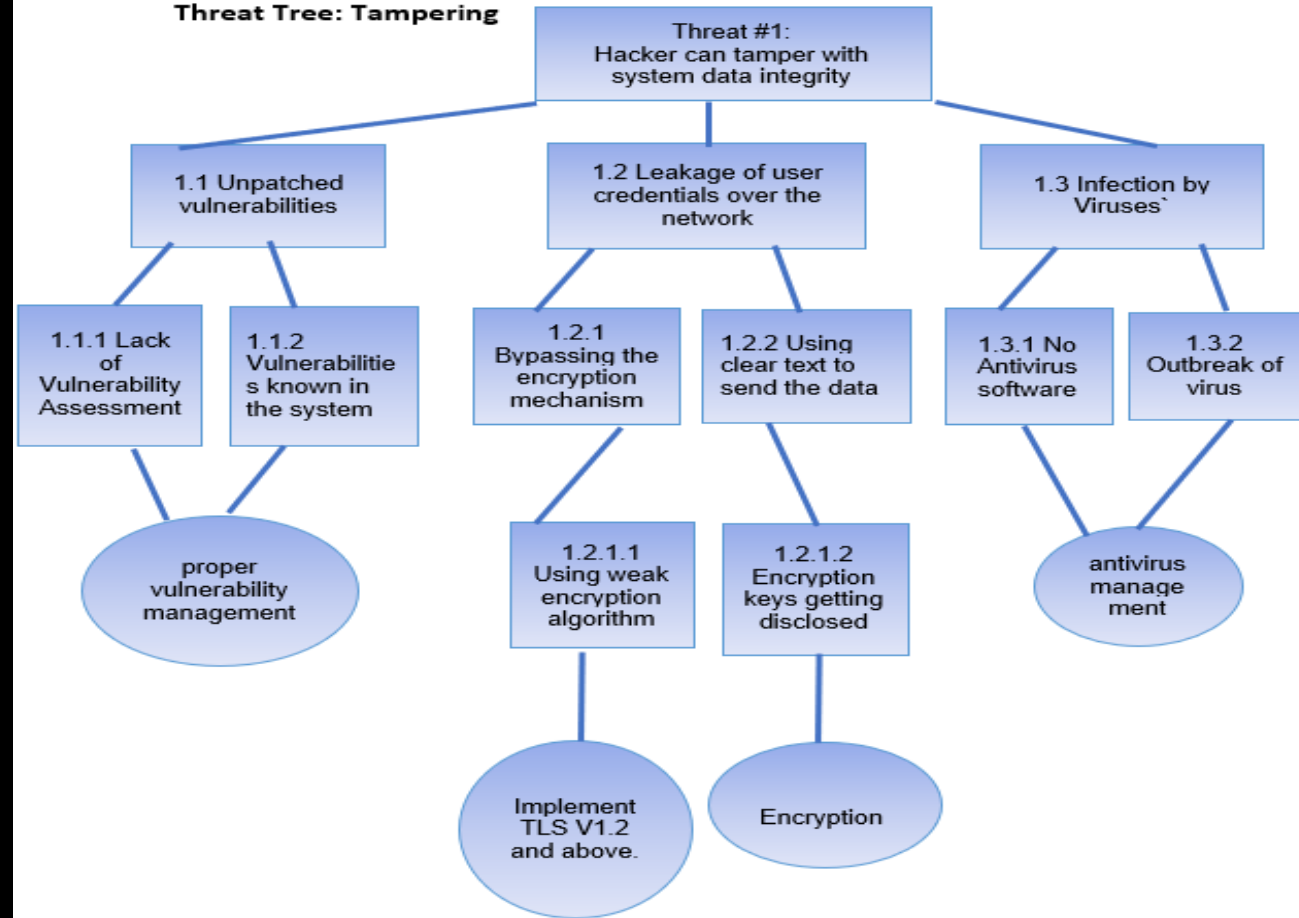 Threat Tree: Tampering
Threat #1:
Hacker can tamper with
system data integrity
1.1 Unpatched
vulnerabilities
1.2 Leakage of user
credentials over the
network
1.3 Infection by
Viruses`
1.1.1 Lack
of
Vulnerability
Assessment
1.1.2
Vulnerabilitie
s known in
the system
1.2.1
Bypassing the
encryption
mechanism
1.2.2 Using
clear text to
send the data
1.3.1 No
Antivirus
software
1.3.2
Outbreak of
virus
proper
vulnerability
management
1.2.1.1
Using weak
encryption
algorithm
1.2.1.2
Encryption
keys getting
disclosed
antivirus
manage
ment
Implement
TLS V1.2
and above.
Encryption